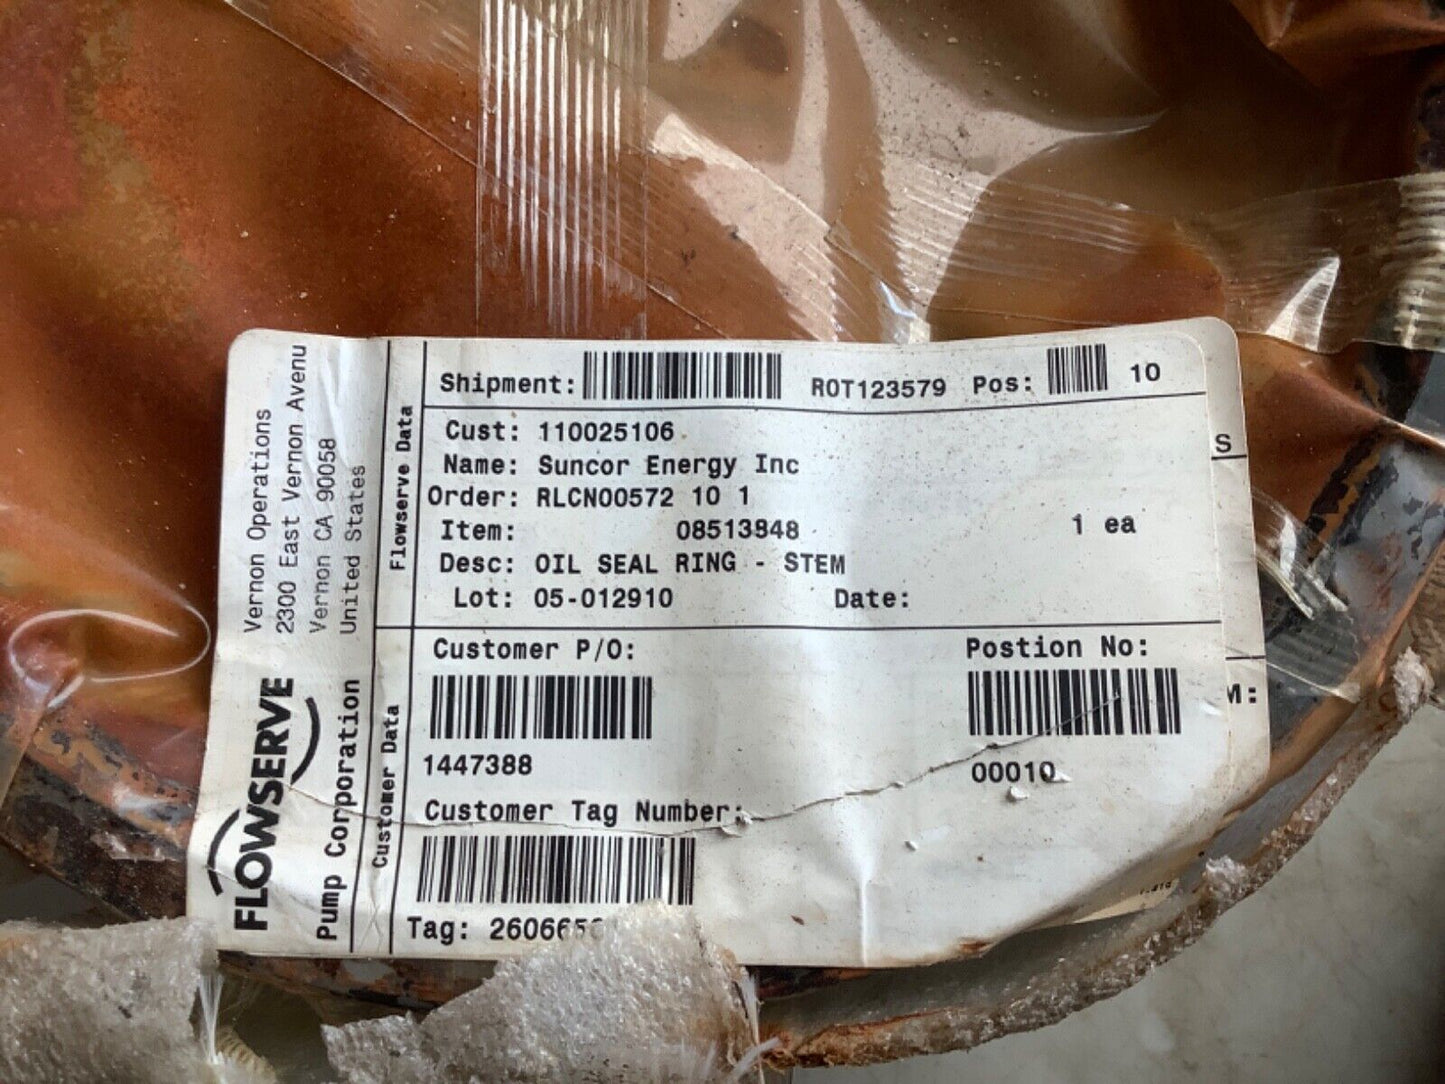 Vernon Operations
2300 East Vernon Avenu
Vernon CA 90058
United States
FLOWSERVE
Pump Corporation
Flowserve Data
Shipment: ROT123579 Pos: 10
Cust: 110025106
Name: Suncor Energy Inc
Order: RLCN00572 10 1
Item: 08513848 1 ea
Desc: OIL SEAL RING - STEM
Lot: 05-012910 Date:
Customer Data
Customer P/O: Postion No:
1447388 00010
Customer Tag Number:
Tag: 2606656
S
M: